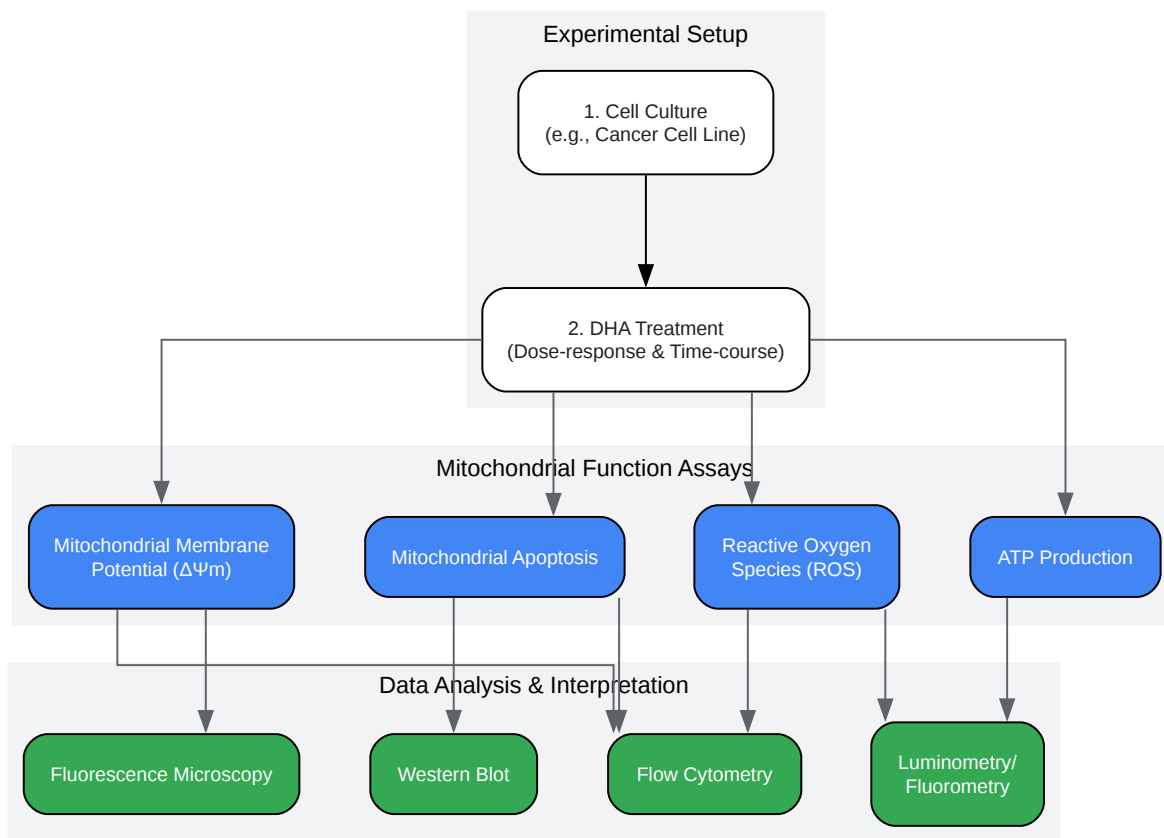 Experimental Setup
1. Cell Culture
(e.g., Cancer Cell Line)
2. DHA Treatment
(Dose-response & Time-course)
Mitochondrial Function Assays
Mitochondrial Membrane
Potential (ΔΨm)
Mitochondrial Apoptosis
Reactive Oxygen
Species (ROS)
ATP Production
Data Analysis & Interpretation
Fluorescence Microscopy
Western Blot
Flow Cytometry
Luminometry/
Fluorometry